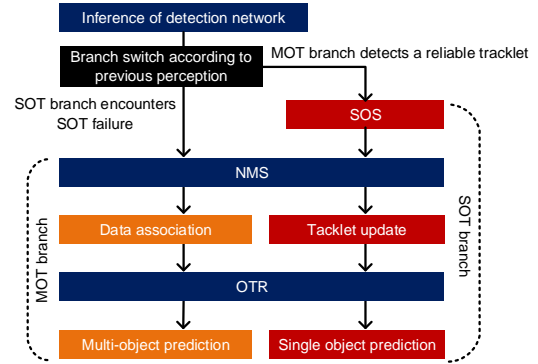 Inference of detection network
Branch switch according to
previous perception
MOT branch detects a reliable tracklet
SOT branch encounters
SOT failure
SOS
NMS
Data association
Tacklet update
OTR
Multi-object prediction
Single object prediction
MOT branch
SOT branch